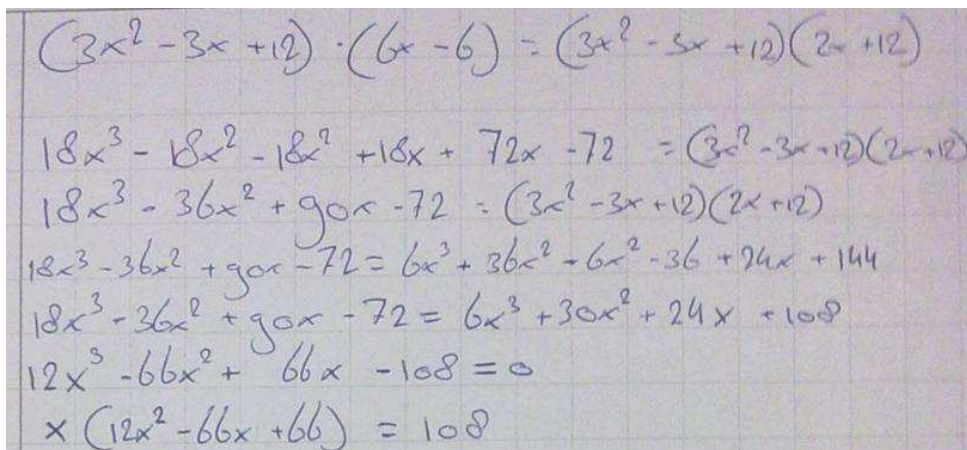 (3x² - 3x + 12) · (6x - 6) = (3x² - 3x + 12)(2x + 12)
18x³ - 18x² - 18x² + 18x + 72x - 72 = (3x² - 3x + 12)(2x + 12)
18x³ - 36x² + 90x - 72 = (3x² - 3x + 12)(2x + 12)
18x³ - 36x² + 90x - 72 = 6x³ + 36x² - 6x² - 36 + 24x + 144
18x³ - 36x² + 90x - 72 = 6x³ + 30x² + 24x + 108
12x³ - 66x² + 66x - 108 = 0
x (12x² - 66x + 66) = 108